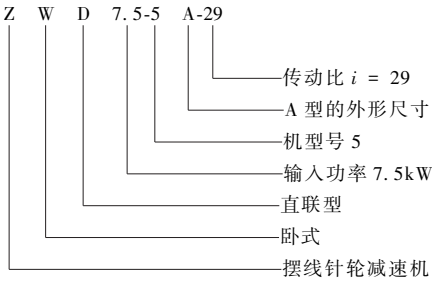 Z W D 7.5-5 A-29
传动比 i = 29
A 型的外形尺寸
机型号 5
输入功率 7.5kW
直联型
卧式
摆线针轮减速机